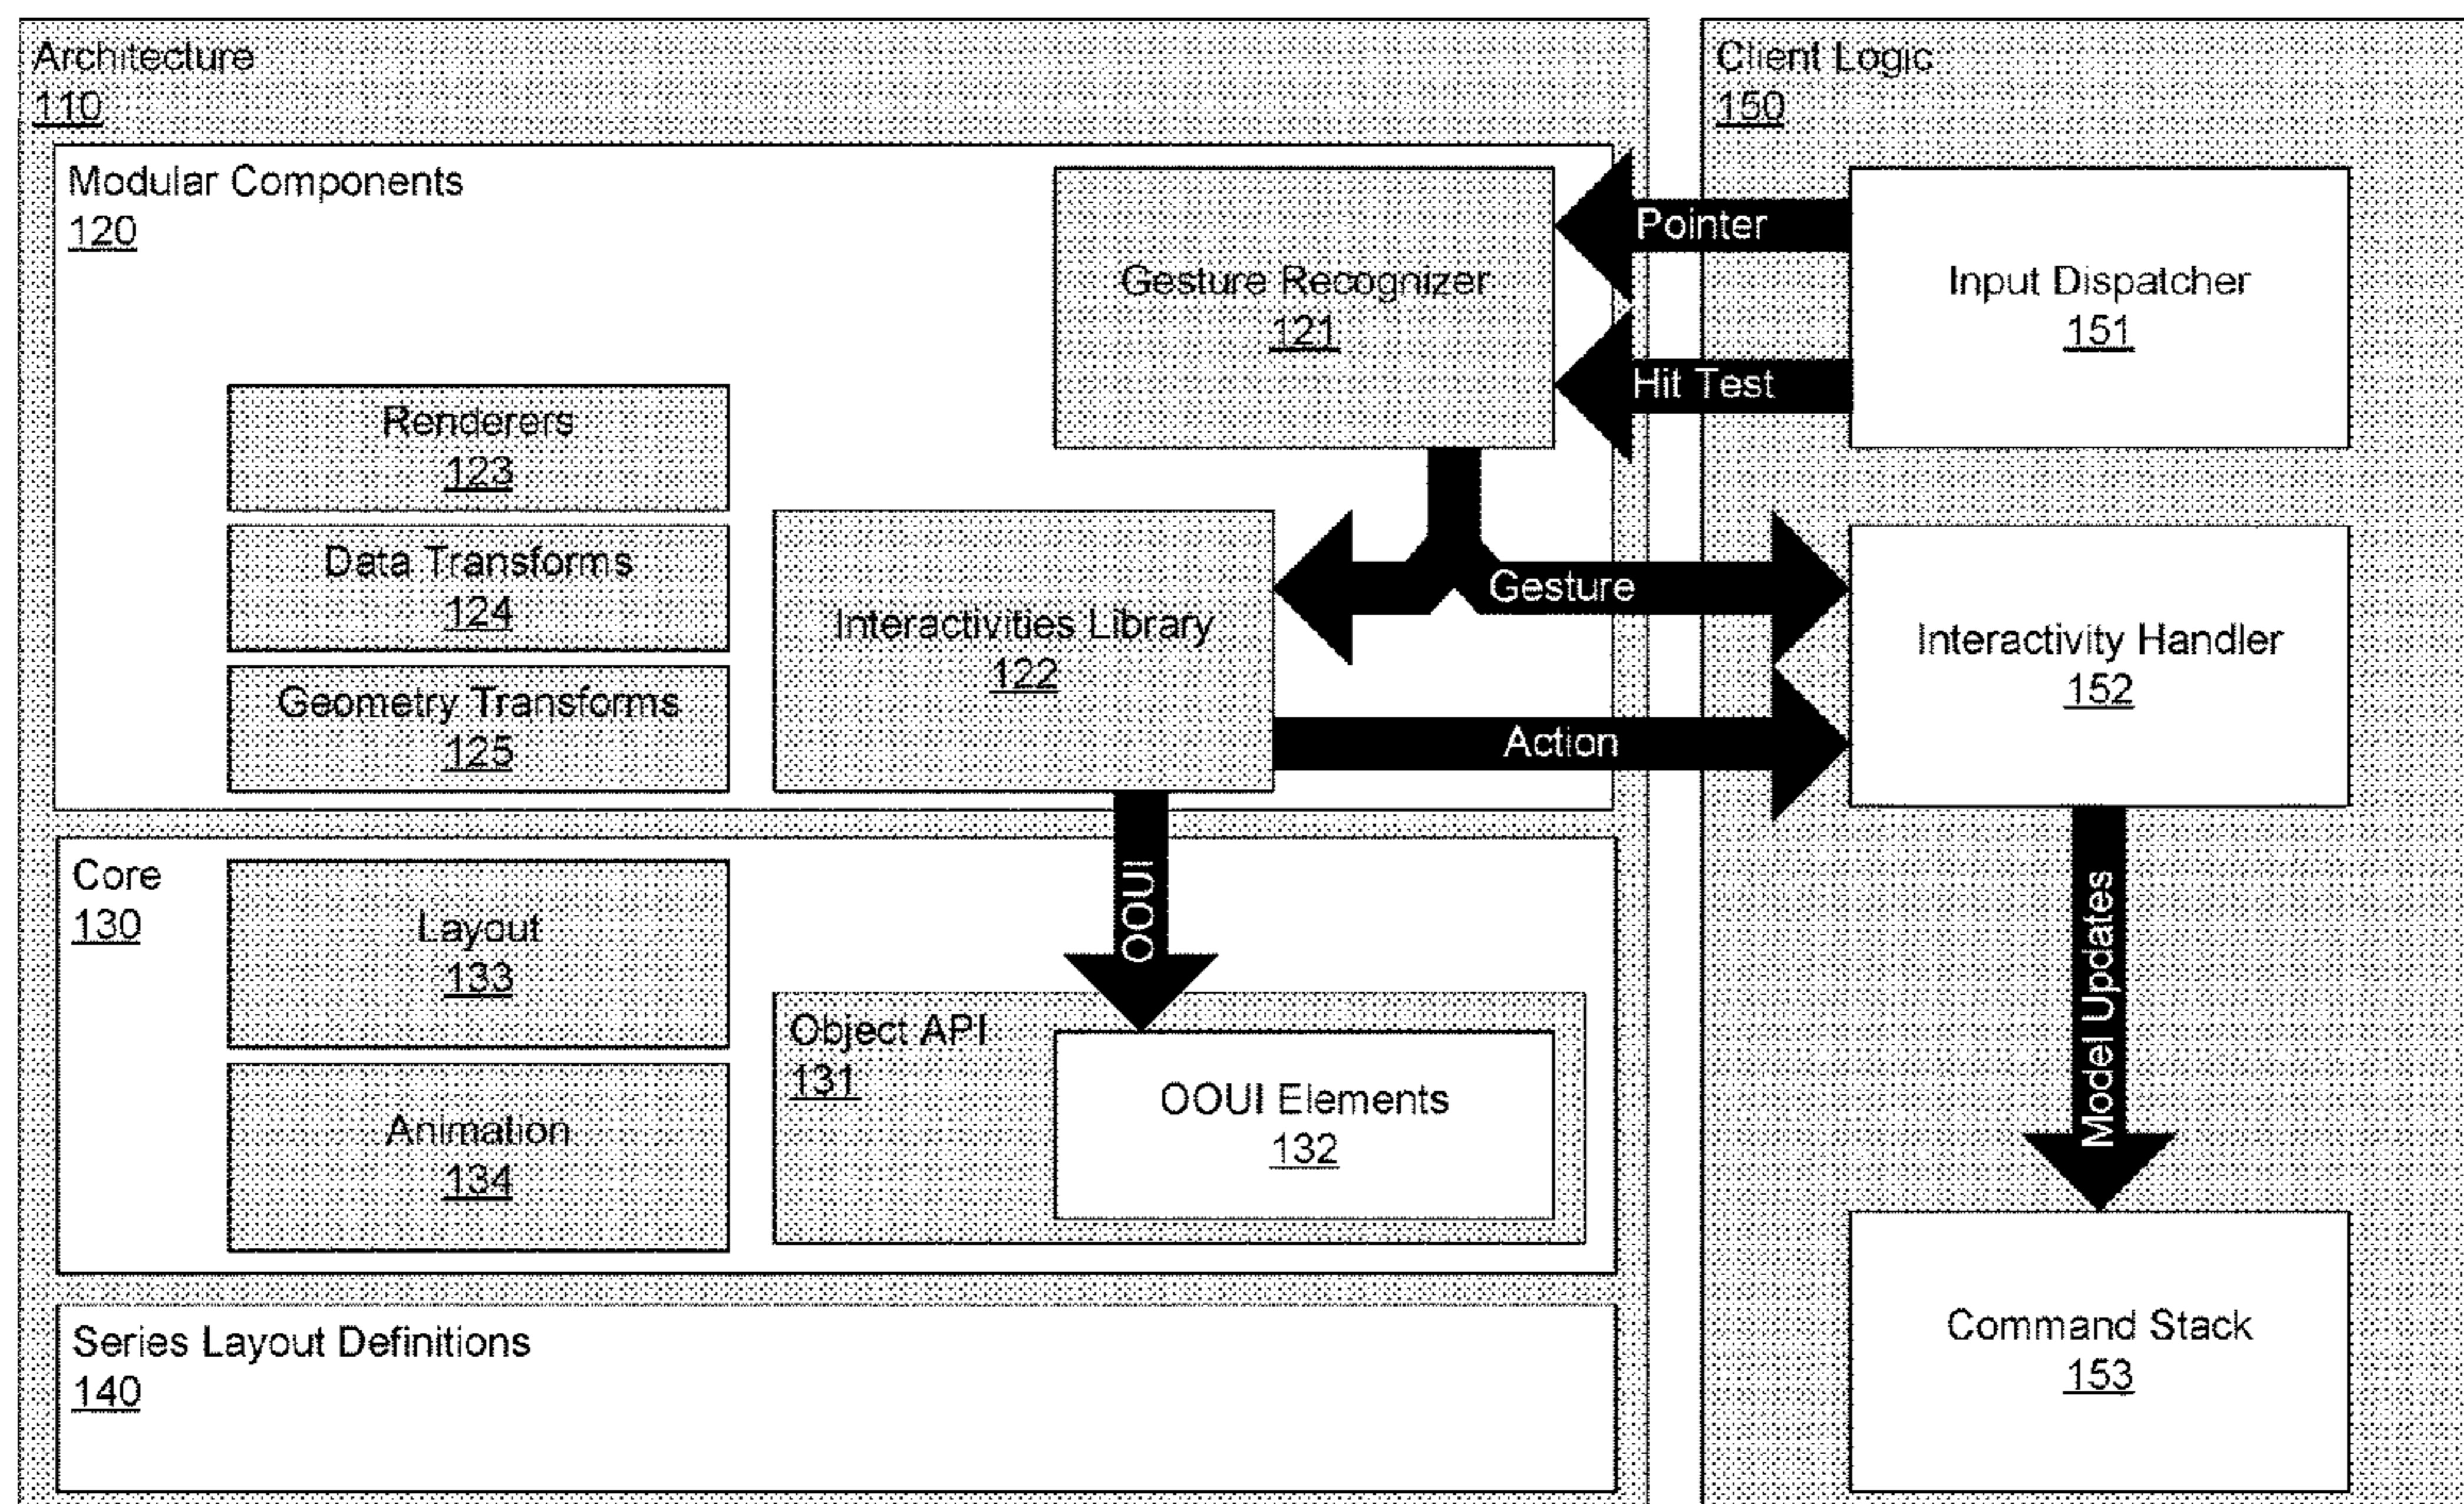 Architecture
110
Modular Components
120
Gesture Recognizer
121
Renderers
123
Data Transforms
124
Geometry Transforms
125
Interactivities Library
122
Core
130
Layout
133
Animation
134
OOUI
Object API
131
OOUI Elements
132
Series Layout Definitions
140
Client Logic
150
Pointer
Hit Test
Input Dispatcher
151
Gesture
Action
Interactivity Handler
152
Model Updates
Command Stack
153